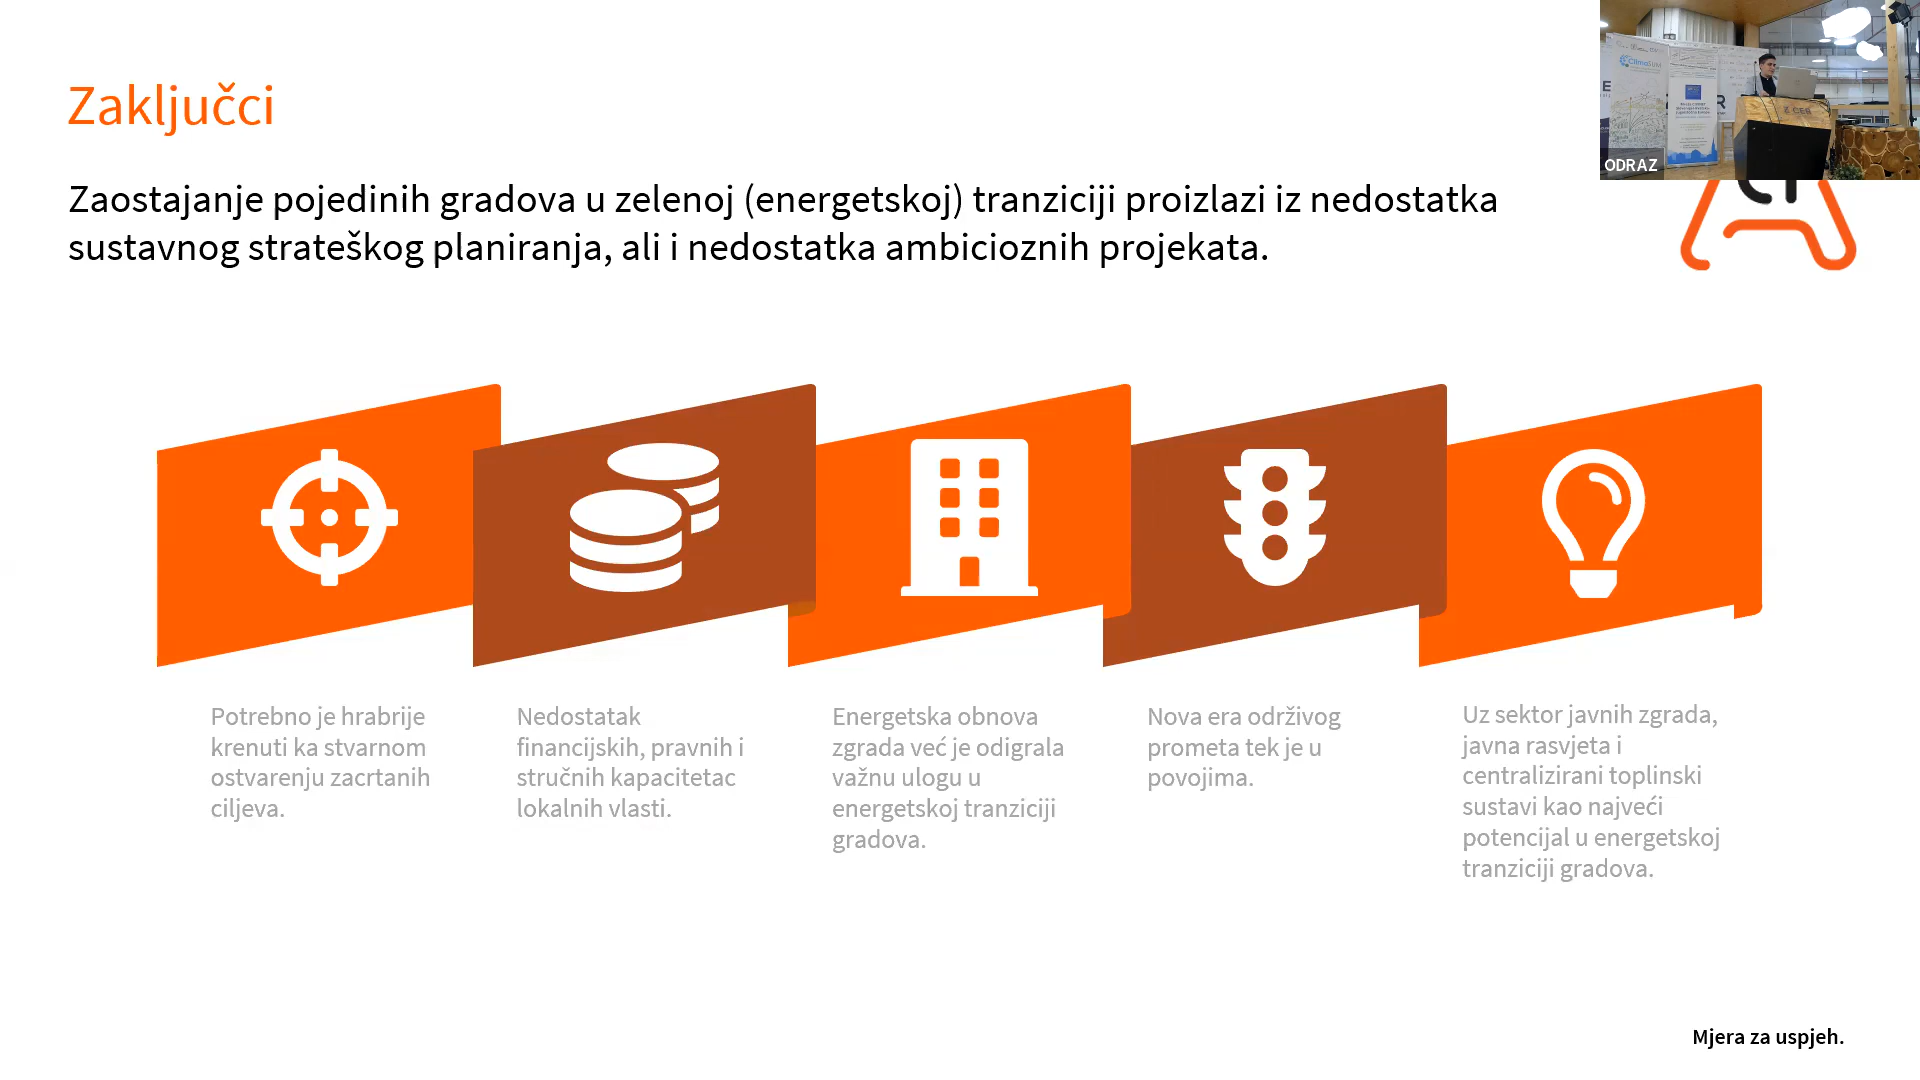 Zaključci
Zaostajanje pojedinih gradova u zelenoj (energetskoj) tranziciji proizlazi iz nedostatka
sustavnog strateškog planiranja, ali i nedostatka ambicioznih projekata.
ODRAZ
Potrebno je hrabrije
krenuti ka stvarnom
ostvarenju zacrtanih
ciljeva.
Nedostatak
financijskih, pravnih i
stručnih kapacitetac
lokalnih vlasti.
Energetska obnova
zgrada već je odigrala
važnu ulogu u
energetskoj tranziciji
gradova.
Nova era održivog
prometa tek je u
povojima.
Uz sektor javnih zgrada,
javna rasvjeta i
centralizirani toplinski
sustavi kao najveći
potencijal u energetskoj
tranziciji gradova.
Mjera za uspjeh.